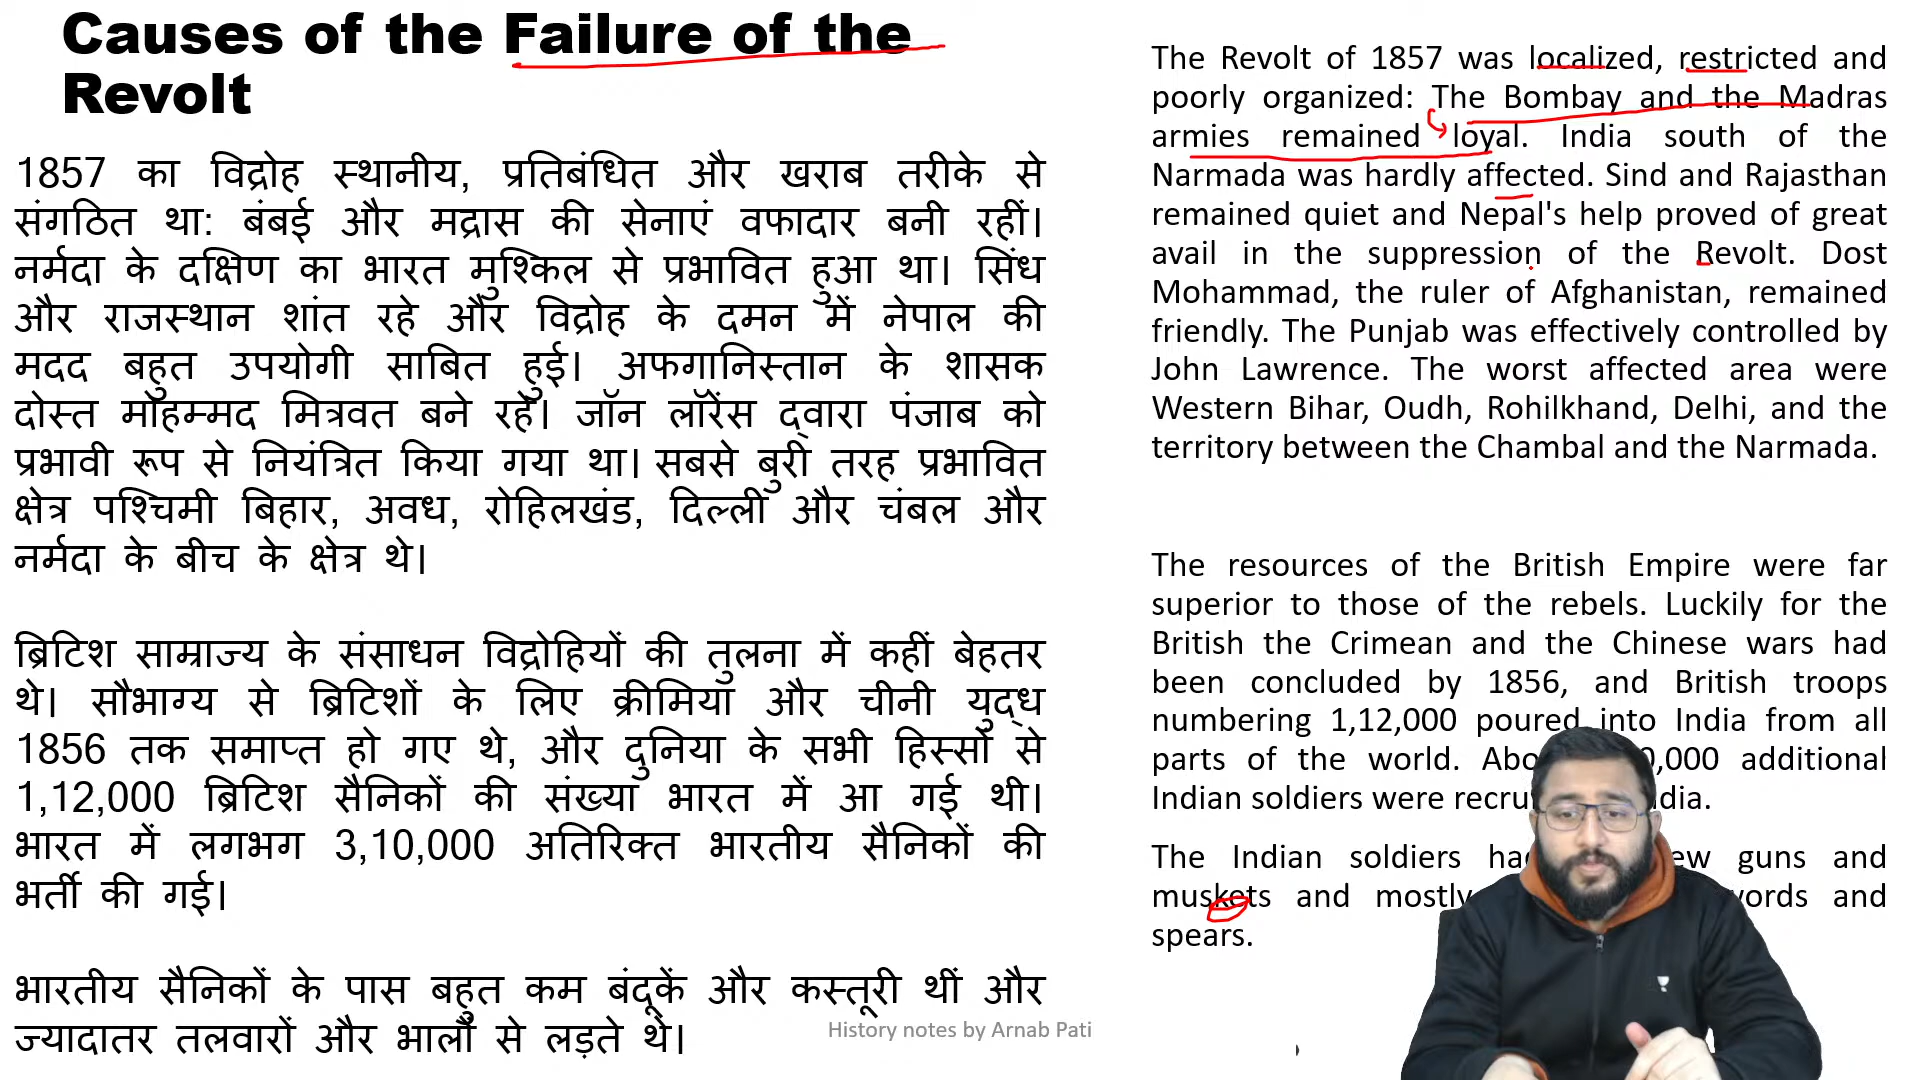 Causes of the Failure of the
Revolt
1857 का विद्रोह स्थानीय, प्रतिबंधित और खराब तरीके से
संगठित था: बंबई और मद्रास की सेनाएं वफादार बनी रहीं।
नर्मदा के दक्षिण का भारत मुश्किल से प्रभावित हुआ था। सिंध
और राजस्थान शांत रहे और विद्रोह के दमन में नेपाल की
मदद बहुत उपयोगी साबित हुई। अफगानिस्तान के शासक
दोस्त मोहम्मद मित्रवत बने रहे। जॉन लॉरेंस द्वारा पंजाब को
प्रभावी रूप से नियंत्रित किया गया था। सबसे बुरी तरह प्रभावित
क्षेत्र पश्चिमी बिहार, अवध, रोहिलखंड, दिल्ली और चंबल और
नर्मदा के बीच के क्षेत्र थे।
ब्रिटिश साम्राज्य के संसाधन विद्रोहियों की तुलना में कहीं बेहतर
थे। सौभाग्य से ब्रिटिशों के लिए क्रीमिया और चीनी युद्ध
1856 तक समाप्त हो गए थे, और दुनिया के सभी हिस्सों से
1,12,000 ब्रिटिश सैनिकों की संख्या भारत में आ गई थी।
भारत में लगभग 3,10,000 अतिरिक्त भारतीय सैनिकों की
भर्ती की गई।
भारतीय सैनिकों के पास बहुत कम बंदूकें और कस्तूरी थीं और
ज्यादातर तलवारों और भालों से लड़ते थे।
The Revolt of 1857 was localized, restricted and
poorly organized: The Bombay and the Madras
armies remained loyal. India south of the
Narmada was hardly affected. Sind and Rajasthan
remained quiet and Nepal's help proved of great
avail in the suppression of the Revolt. Dost
Mohammad, the ruler of Afghanistan, remained
friendly. The Punjab was effectively controlled by
John Lawrence. The worst affected area were
Western Bihar, Oudh, Rohilkhand, Delhi, and the
territory between the Chambal and the Narmada.
The resources of the British Empire were far
superior to those of the rebels. Luckily for the
British the Crimean and the Chinese wars had
been concluded by 1856, and British troops
numbering 1,12,000 poured into India from all
parts of the world. 0,000 additional
Indian soldiers were
The Indian soldiers guns and
muskets and mostly and
spears.
History notes by Arnab Pati